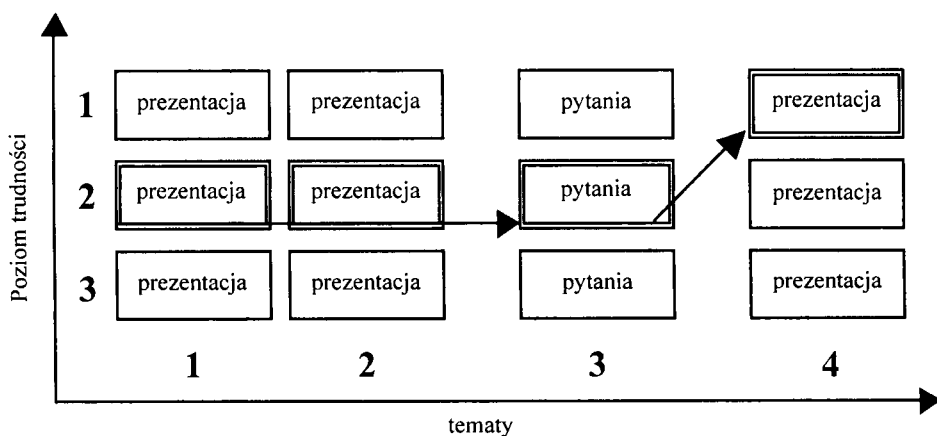 Poziom trudności
1 prezentacja prezentacja pytania prezentacja
2 prezentacja prezentacja pytania prezentacja
3 prezentacja prezentacja pytania prezentacja
1 2 3 4
tematy